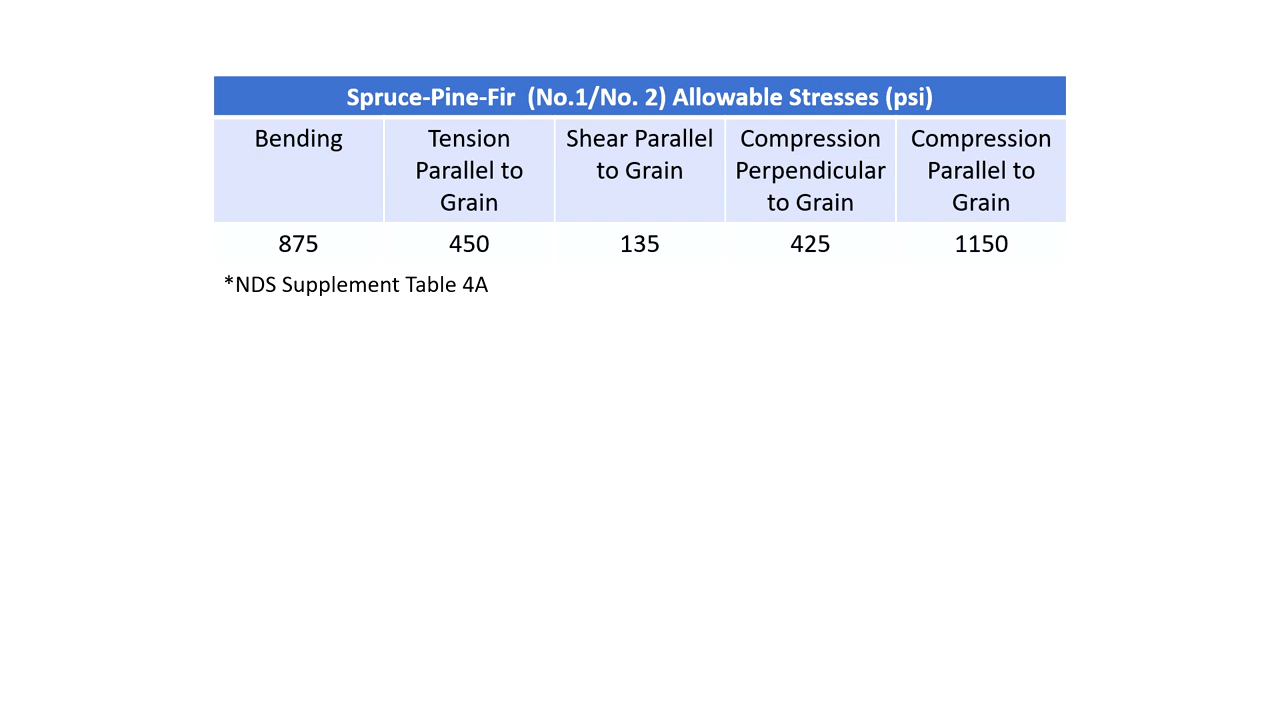 Spruce-Pine-Fir (No.1/No. 2) Allowable Stresses (psi)
Bending
Tension
Parallel to
Grain
Shear Parallel
to Grain
Compression
Perpendicular
to Grain
Compression
Parallel to
Grain
875
450
135
425
1150
*NDS Supplement Table 4A